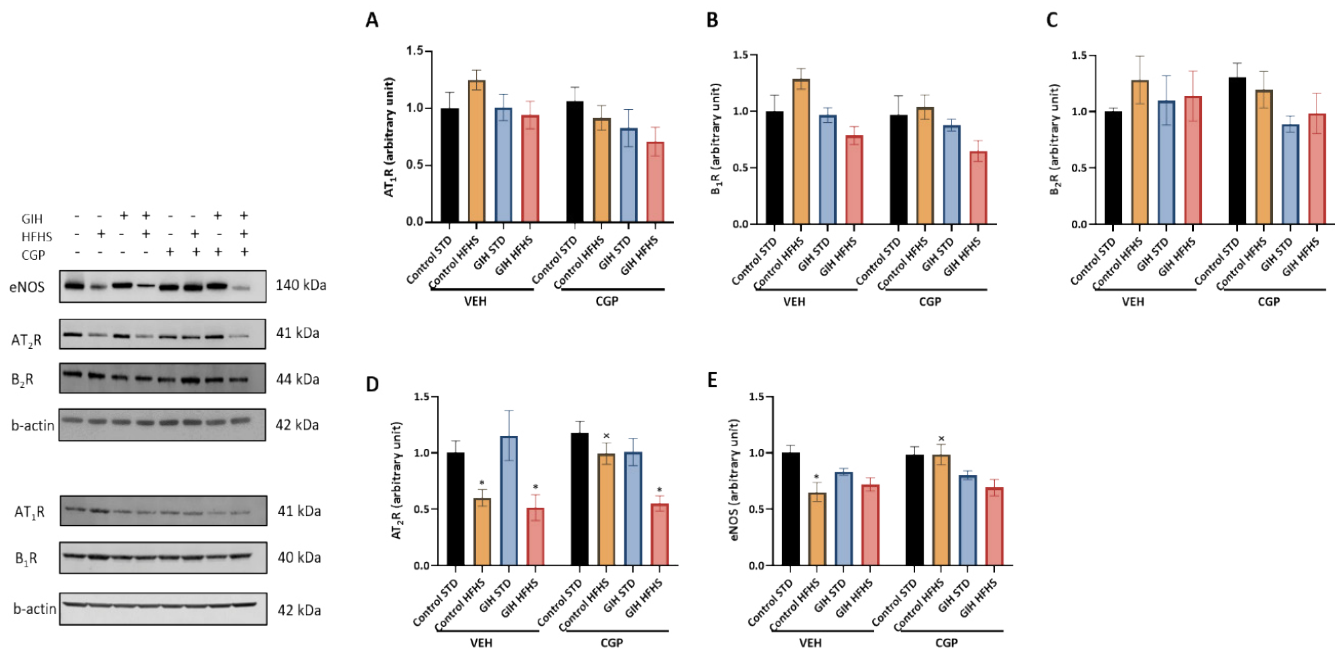 GIH - - + + - - + +
HFHS - + - + - + - +
CGP - - - - + + + +
eNOS 140 kDa
AT2R 41 kDa
B2R 44 kDa
b-actin 42 kDa
AT1R 41 kDa
B1R 40 kDa
b-actin 42 kDa
A
AT1R (arbitrary unit)
1.5
1.0
0.5
0.0
Control STD
Control HFHS
GIH STD
GIH HFHS
Control STD
Control HFHS
GIH STD
GIH HFHS
VEH CGP
B
B1R (arbitrary unit)
1.5
1.0
0.5
0.0
Control STD
Control HFHS
GIH STD
GIH HFHS
Control STD
Control HFHS
GIH STD
GIH HFHS
VEH CGP
C
B2R (arbitrary unit)
1.5
1.0
0.5
0.0
Control STD
Control HFHS
GIH STD
GIH HFHS
Control STD
Control HFHS
GIH STD
GIH HFHS
VEH CGP
D
AT2R (arbitrary unit)
1.5
1.0
0.5
0.0
* * × *
Control STD
Control HFHS
GIH STD
GIH HFHS
Control STD
Control HFHS
GIH STD
GIH HFHS
VEH CGP
E
eNOS (arbitrary unit)
1.5
1.0
0.5
0.0
* ×
Control STD
Control HFHS
GIH STD
GIH HFHS
Control STD
Control HFHS
GIH STD
GIH HFHS
VEH CGP